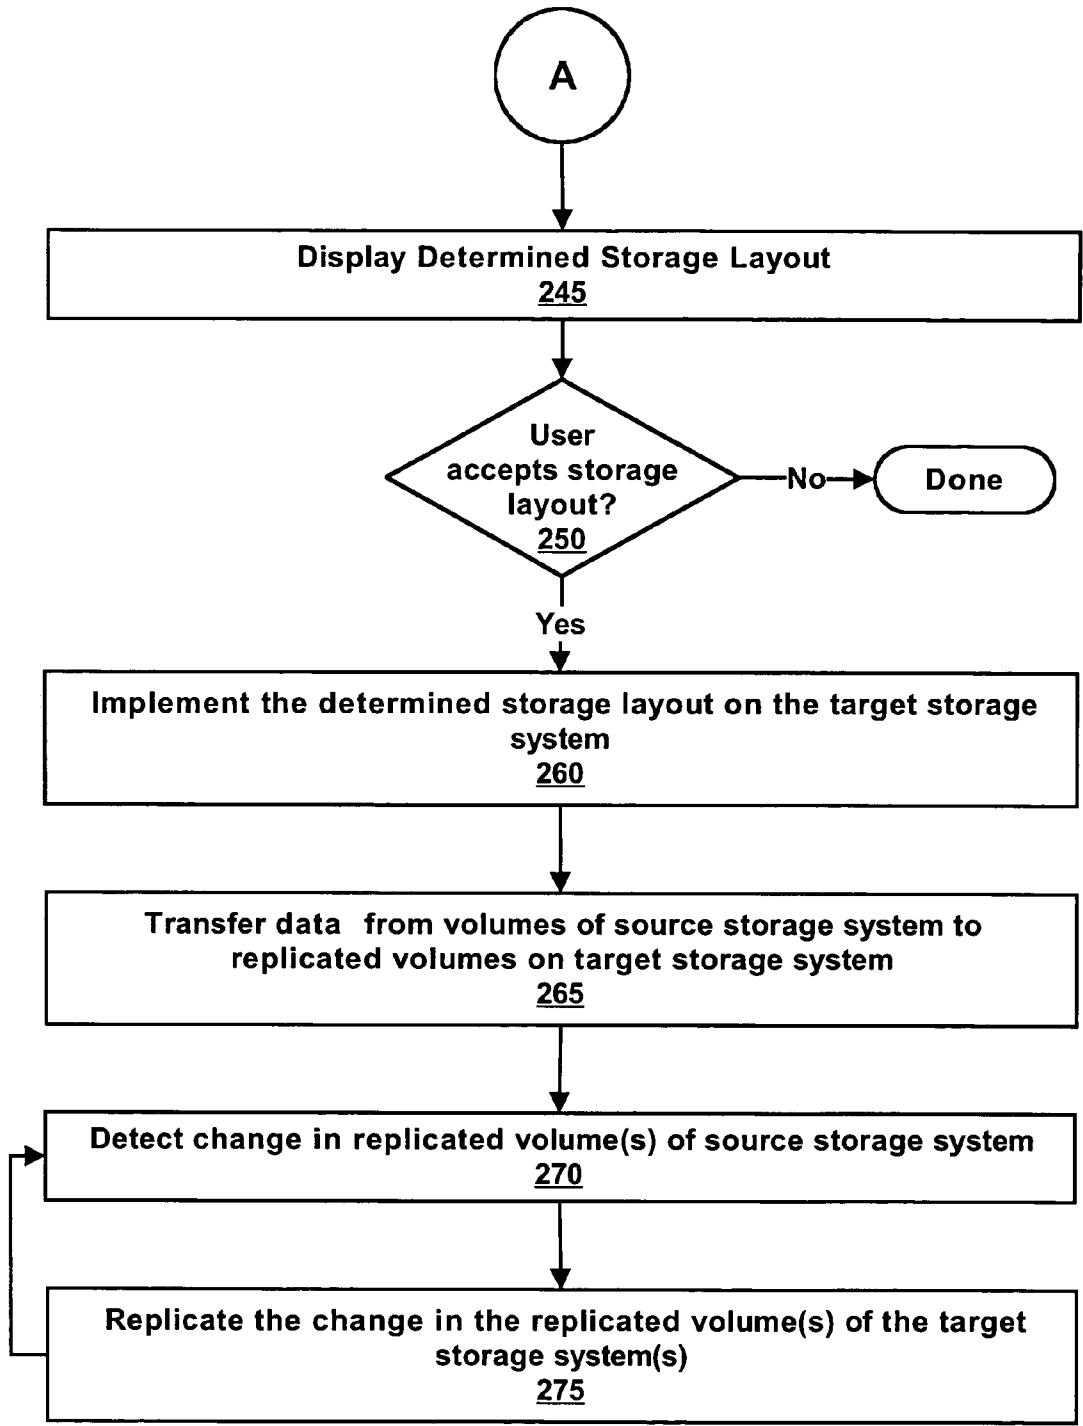 A
Display Determined Storage Layout
245
User
accepts storage
layout?
250
No
Done
Yes
Implement the determined storage layout on the target storage
system
260
Transfer data from volumes of source storage system to
replicated volumes on target storage system
265
Detect change in replicated volume(s) of source storage system
270
Replicate the change in the replicated volume(s) of the target
storage system(s)
275